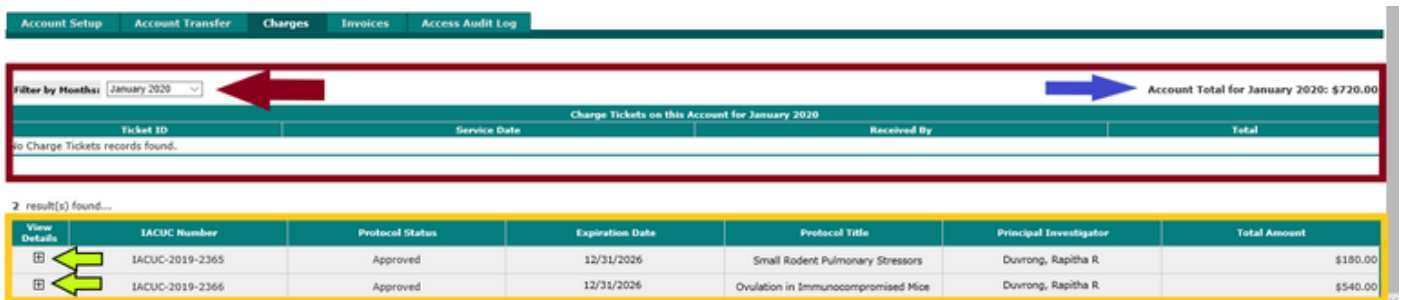 Account Setup Account Transfer Charges Invoices Access Audit Log
Filter by Months: January 2020 Account Total for January 2020: $720.00
Charge Tickets on this Account for January 2020
Ticket ID Service Date Received By Total
No Charge Tickets records found.
2 result(s) found....
View Details IACUC Number Protocol Status Expiration Date Protocol Title Principal Investigator Total Amount
IACUC-2019-2365 Approved 12/31/2026 Small Rodent Pulmonary Stressors Duvrong, Rapitha R $180.00
IACUC-2019-2366 Approved 12/31/2026 Ovulation in Immunocompromised Mice Duvrong, Rapitha R $540.00